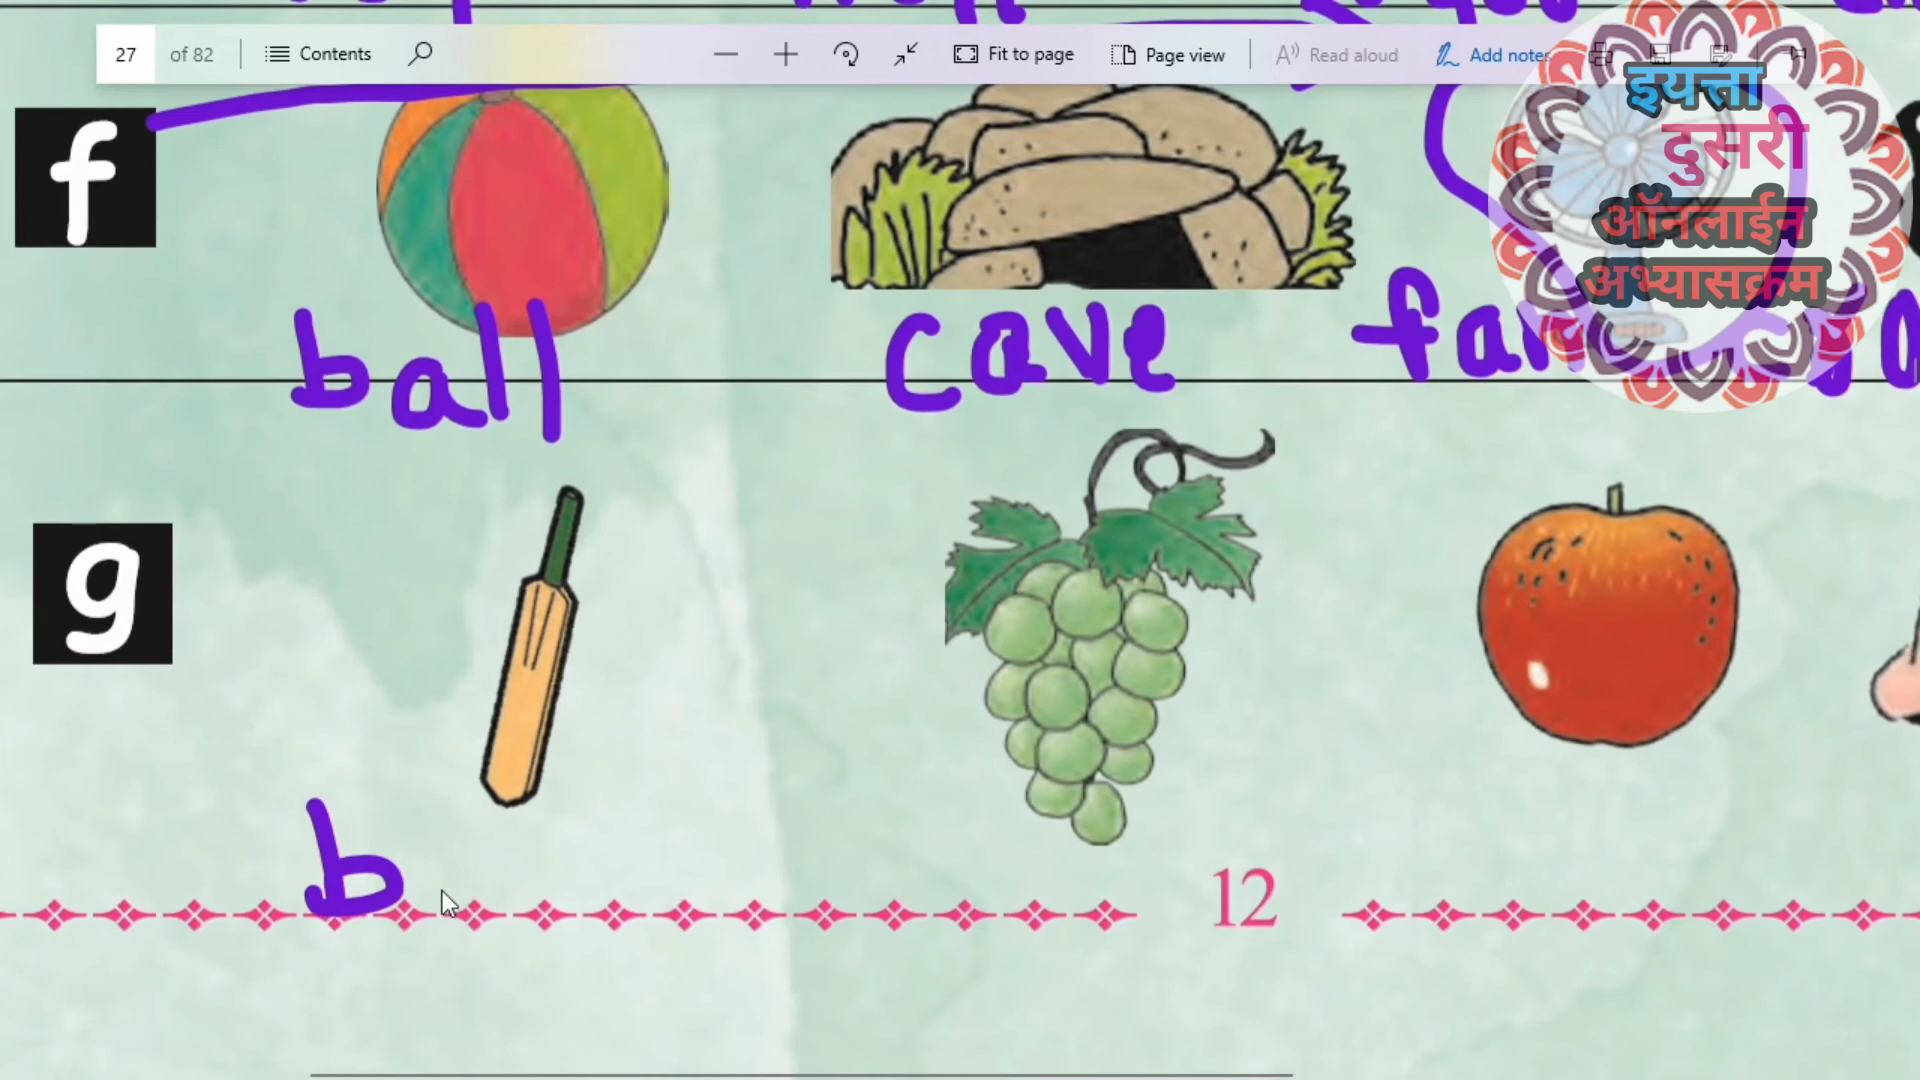 27 of 82 Contents Fit to page Page view Read aloud Add notes
इयत्ता
दुसरी
ऑनलाईन
अभ्यासक्रम
f
ball cave fan
g
b
12